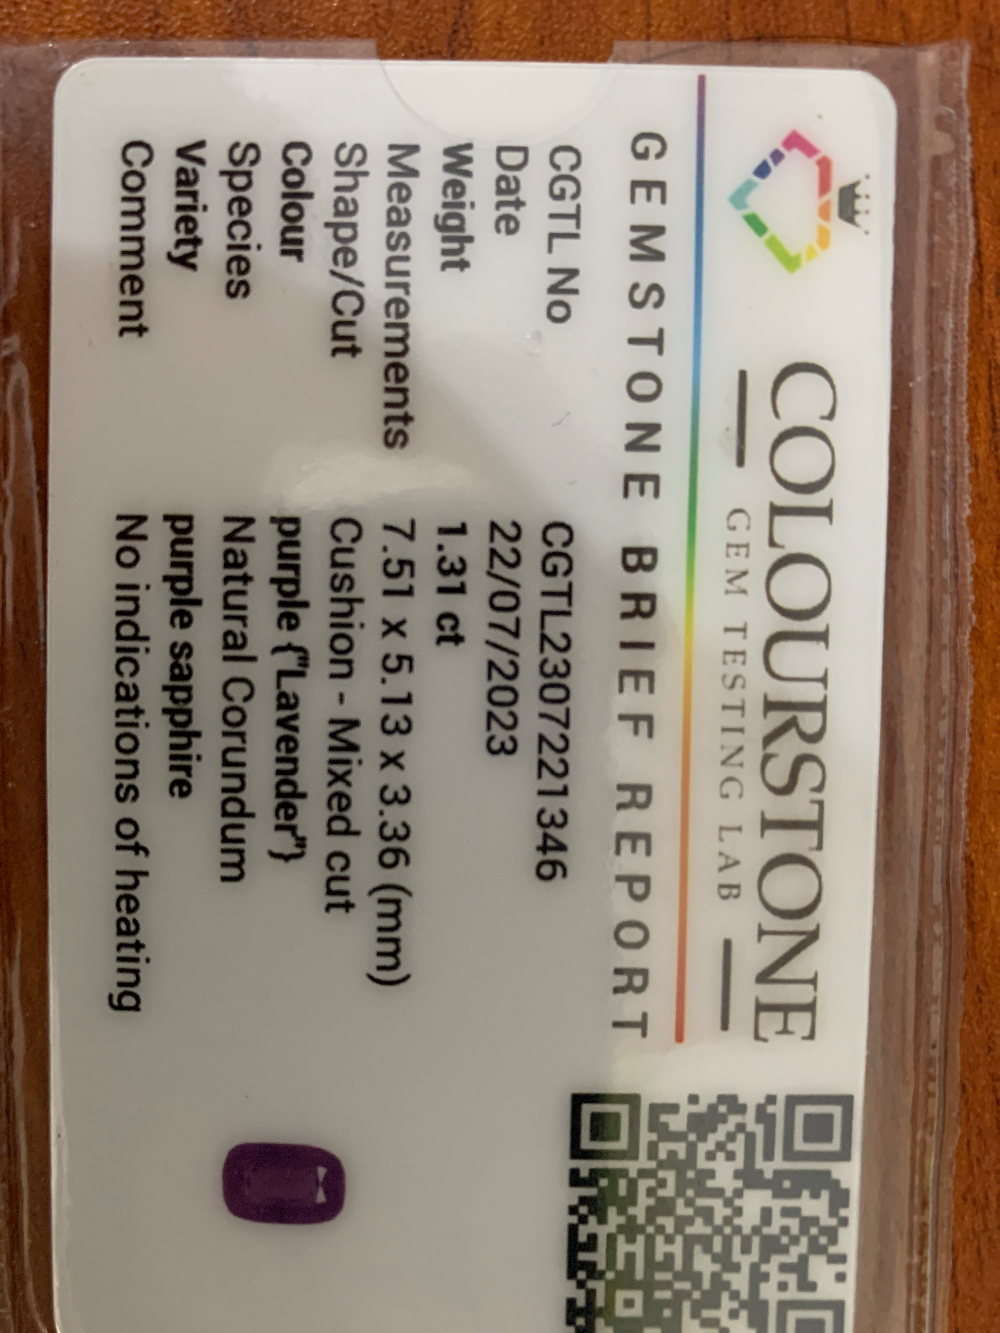 COLOURSTONE
GEM TESTING LAB
GEMSTONE BRIEF REPORT
CGTL No CGTL2307221346
Date 22/07/2023
Weight 1.31 ct
Measurements 7.51 x 5.13 x 3.36 (mm)
Shape/Cut Cushion - Mixed cut
Colour purple {"Lavender"}
Species Natural Corundum
Variety purple sapphire
Comment No indications of heating